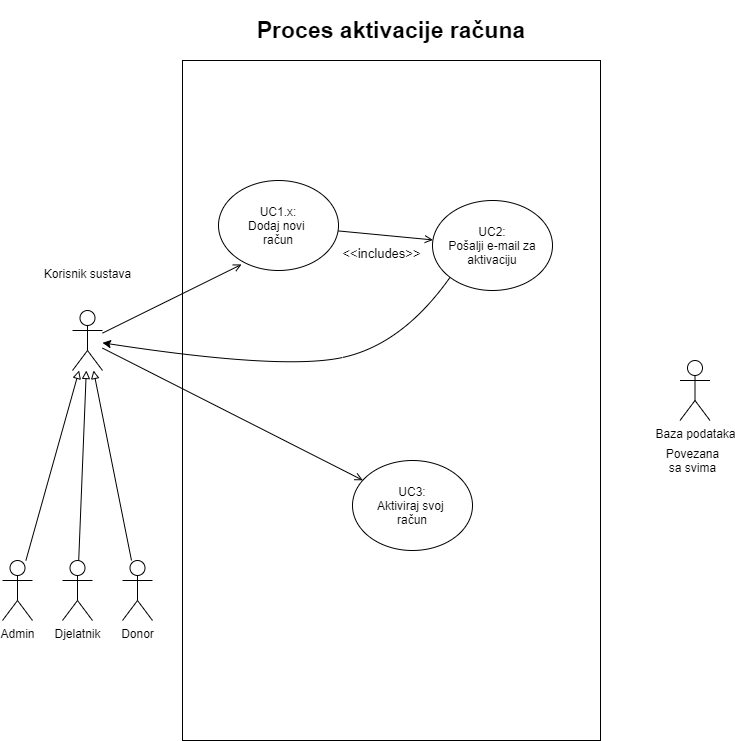 Proces aktivacije računa
UC1.x:
Dodaj novi
račun
UC2:
Pošalji e-mail za
aktivaciju
<<includes>>
Korisnik sustava
Baza podataka
Povezana
sa svima
UC3:
Aktiviraj svoj
račun
Admin
Djelatnik
Donor